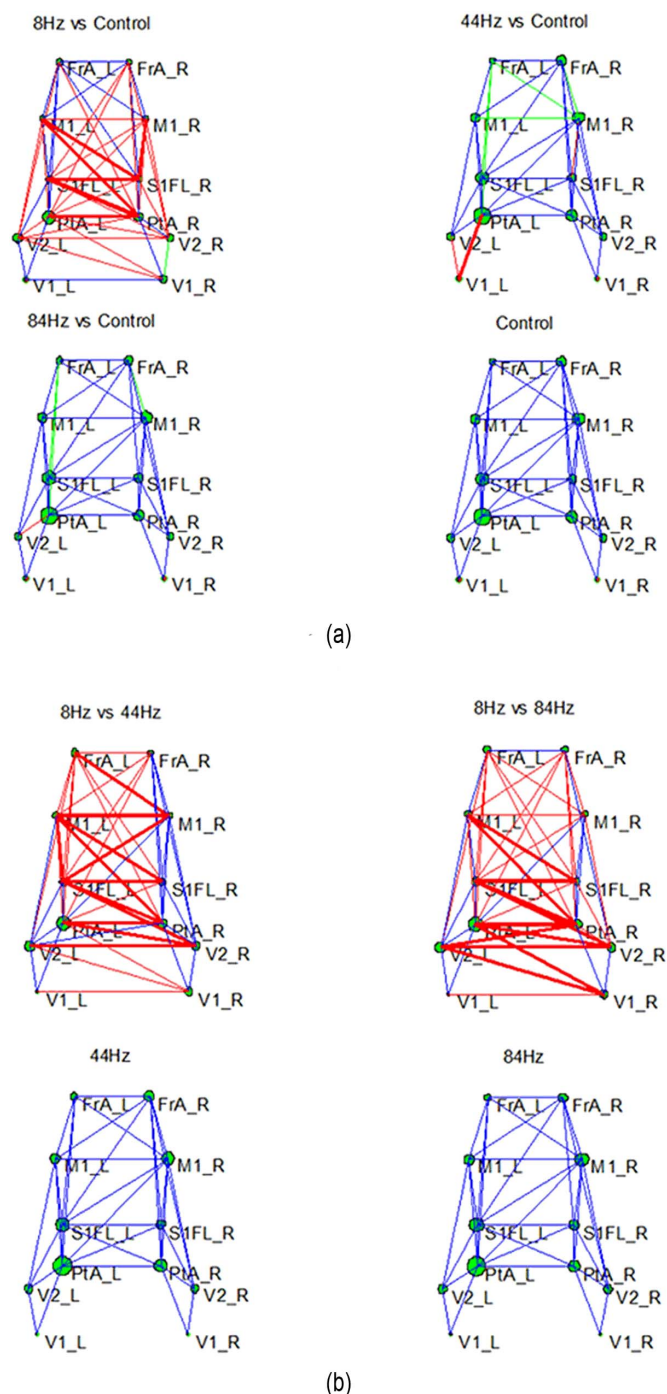 8Hz vs Control
44Hz vs Control
FrA_L FrA_R
FrA_L FrA_R
M1_L M1_R
M1_L M1_R
S1FL_L S1FL_R
S1FL_L S1FL_R
PtA_L PtA_R
PtA_L PtA_R
V2_L V2_R
V2_L V2_R
V1_L V1_R
V1_L V1_R
84Hz vs Control
Control
FrA_L FrA_R
FrA_L FrA_R
M1_L M1_R
M1_L M1_R
S1FL_L S1FL_R
S1FL_L S1FL_R
PtA_L PtA_R
PtA_L PtA_R
V2_L V2_R
V2_L V2_R
V1_L V1_R
V1_L V1_R
(a)
8Hz vs 44Hz
8Hz vs 84Hz
FrA_L FrA_R
FrA_L FrA_R
M1_L M1_R
M1_L M1_R
S1FL_L S1FL_R
S1FL_L S1FL_R
PtA_L PtA_R
PtA_L PtA_R
V2_L V2_R
V2_L V2_R
V1_L V1_R
V1_L V1_R
44Hz
84Hz
FrA_L FrA_R
FrA_L FrA_R
M1_L M1_R
M1_L M1_R
S1FL_L S1FL_R
S1FL_L S1FL_R
PtA_L PtA_R
PtA_L PtA_R
V2_L V2_R
V2_L V2_R
V1_L V1_R
V1_L V1_R
(b)